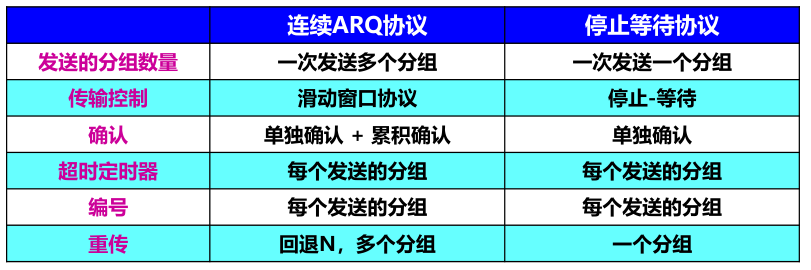 连续ARQ协议 停止等待协议
发送的分组数量 一次发送多个分组 一次发送一个分组
传输控制 滑动窗口协议 停止-等待
确认 单独确认 + 累积确认 单独确认
超时定时器 每个发送的分组 每个发送的分组
编号 每个发送的分组 每个发送的分组
重传 回退N，多个分组 一个分组